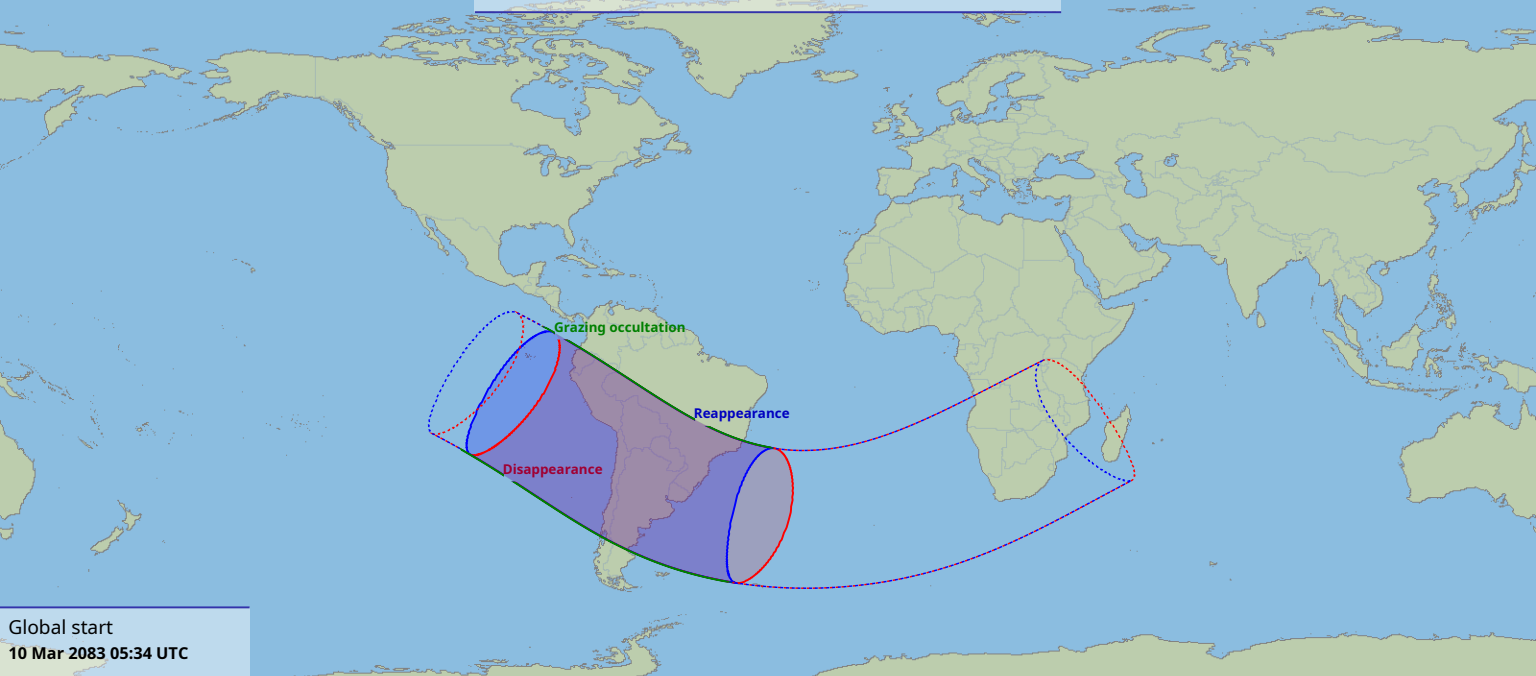 Grazing occultation
Reappearance
Disappearance
Global start
10 Mar 2083 05:34 UTC